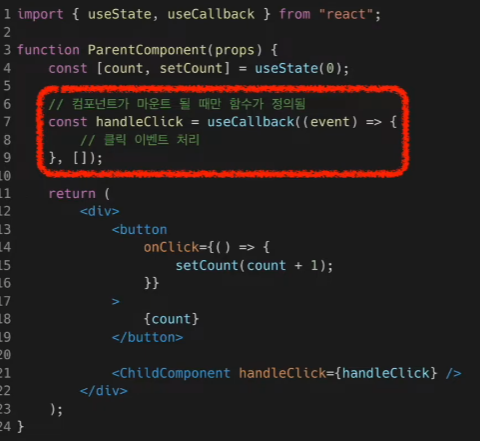 1 import { useState, useCallback } from "react";
2
3 function ParentComponent(props) {
4     const [count, setCount] = useState(0);
5
6     // 컴포넌트가 마운트 될 때만 함수가 정의됨
7     const handleClick = useCallback((event) => {
8         // 클릭 이벤트 처리
9     }, []);
10
11     return (
12         <div>
13             <button
14                 onClick={() => {
15                     setCount(count + 1);
16                 }}
17             >
18                 {count}
19             </button>
20
21             <ChildComponent handleClick={handleClick} />
22         </div>
23     );
24 }